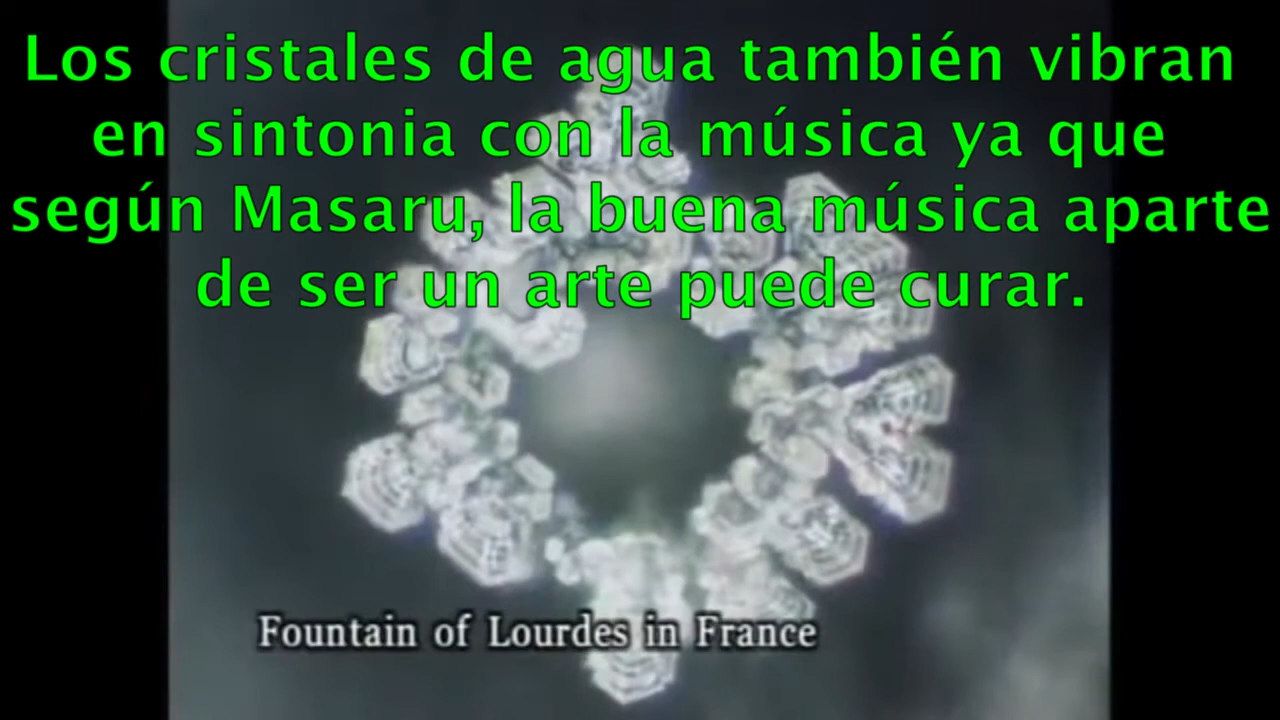 Los cristales de agua también vibran
en sintonia con la música ya que
según Masaru, la buena música aparte
de ser un arte puede curar.
Fountain of Lourdes in France